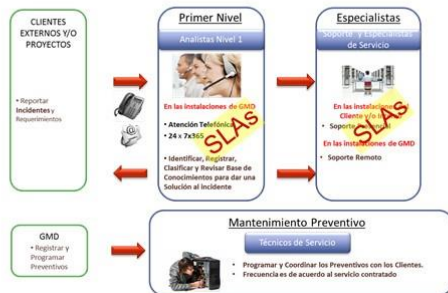 CLIENTES
EXTERNOS Y/O
PROYECTOS
• Reportar
Incidentes y
Requerimientos
Primer Nivel
Analistas Nivel 1
En las instalaciones de GMD
• Atención Telefónica
• 24 x 7x365
SLAs
• Identificar, Registrar,
Clasificar y Revisar Base de
Conocimientos para dar una
Solución al incidente
Especialistas
Soporte y Especialistas
de Servicio
En las instalaciones del
Cliente y/o
• Soporte
SLAs
En las instalaciones de GMD
• Soporte Remoto
GMD
• Registrar y
Programar
Preventivos
Mantenimiento Preventivo
Técnicos de Servicio
• Programar y Coordinar los Preventivos con los Clientes.
• Frecuencia es de acuerdo al servicio contratado